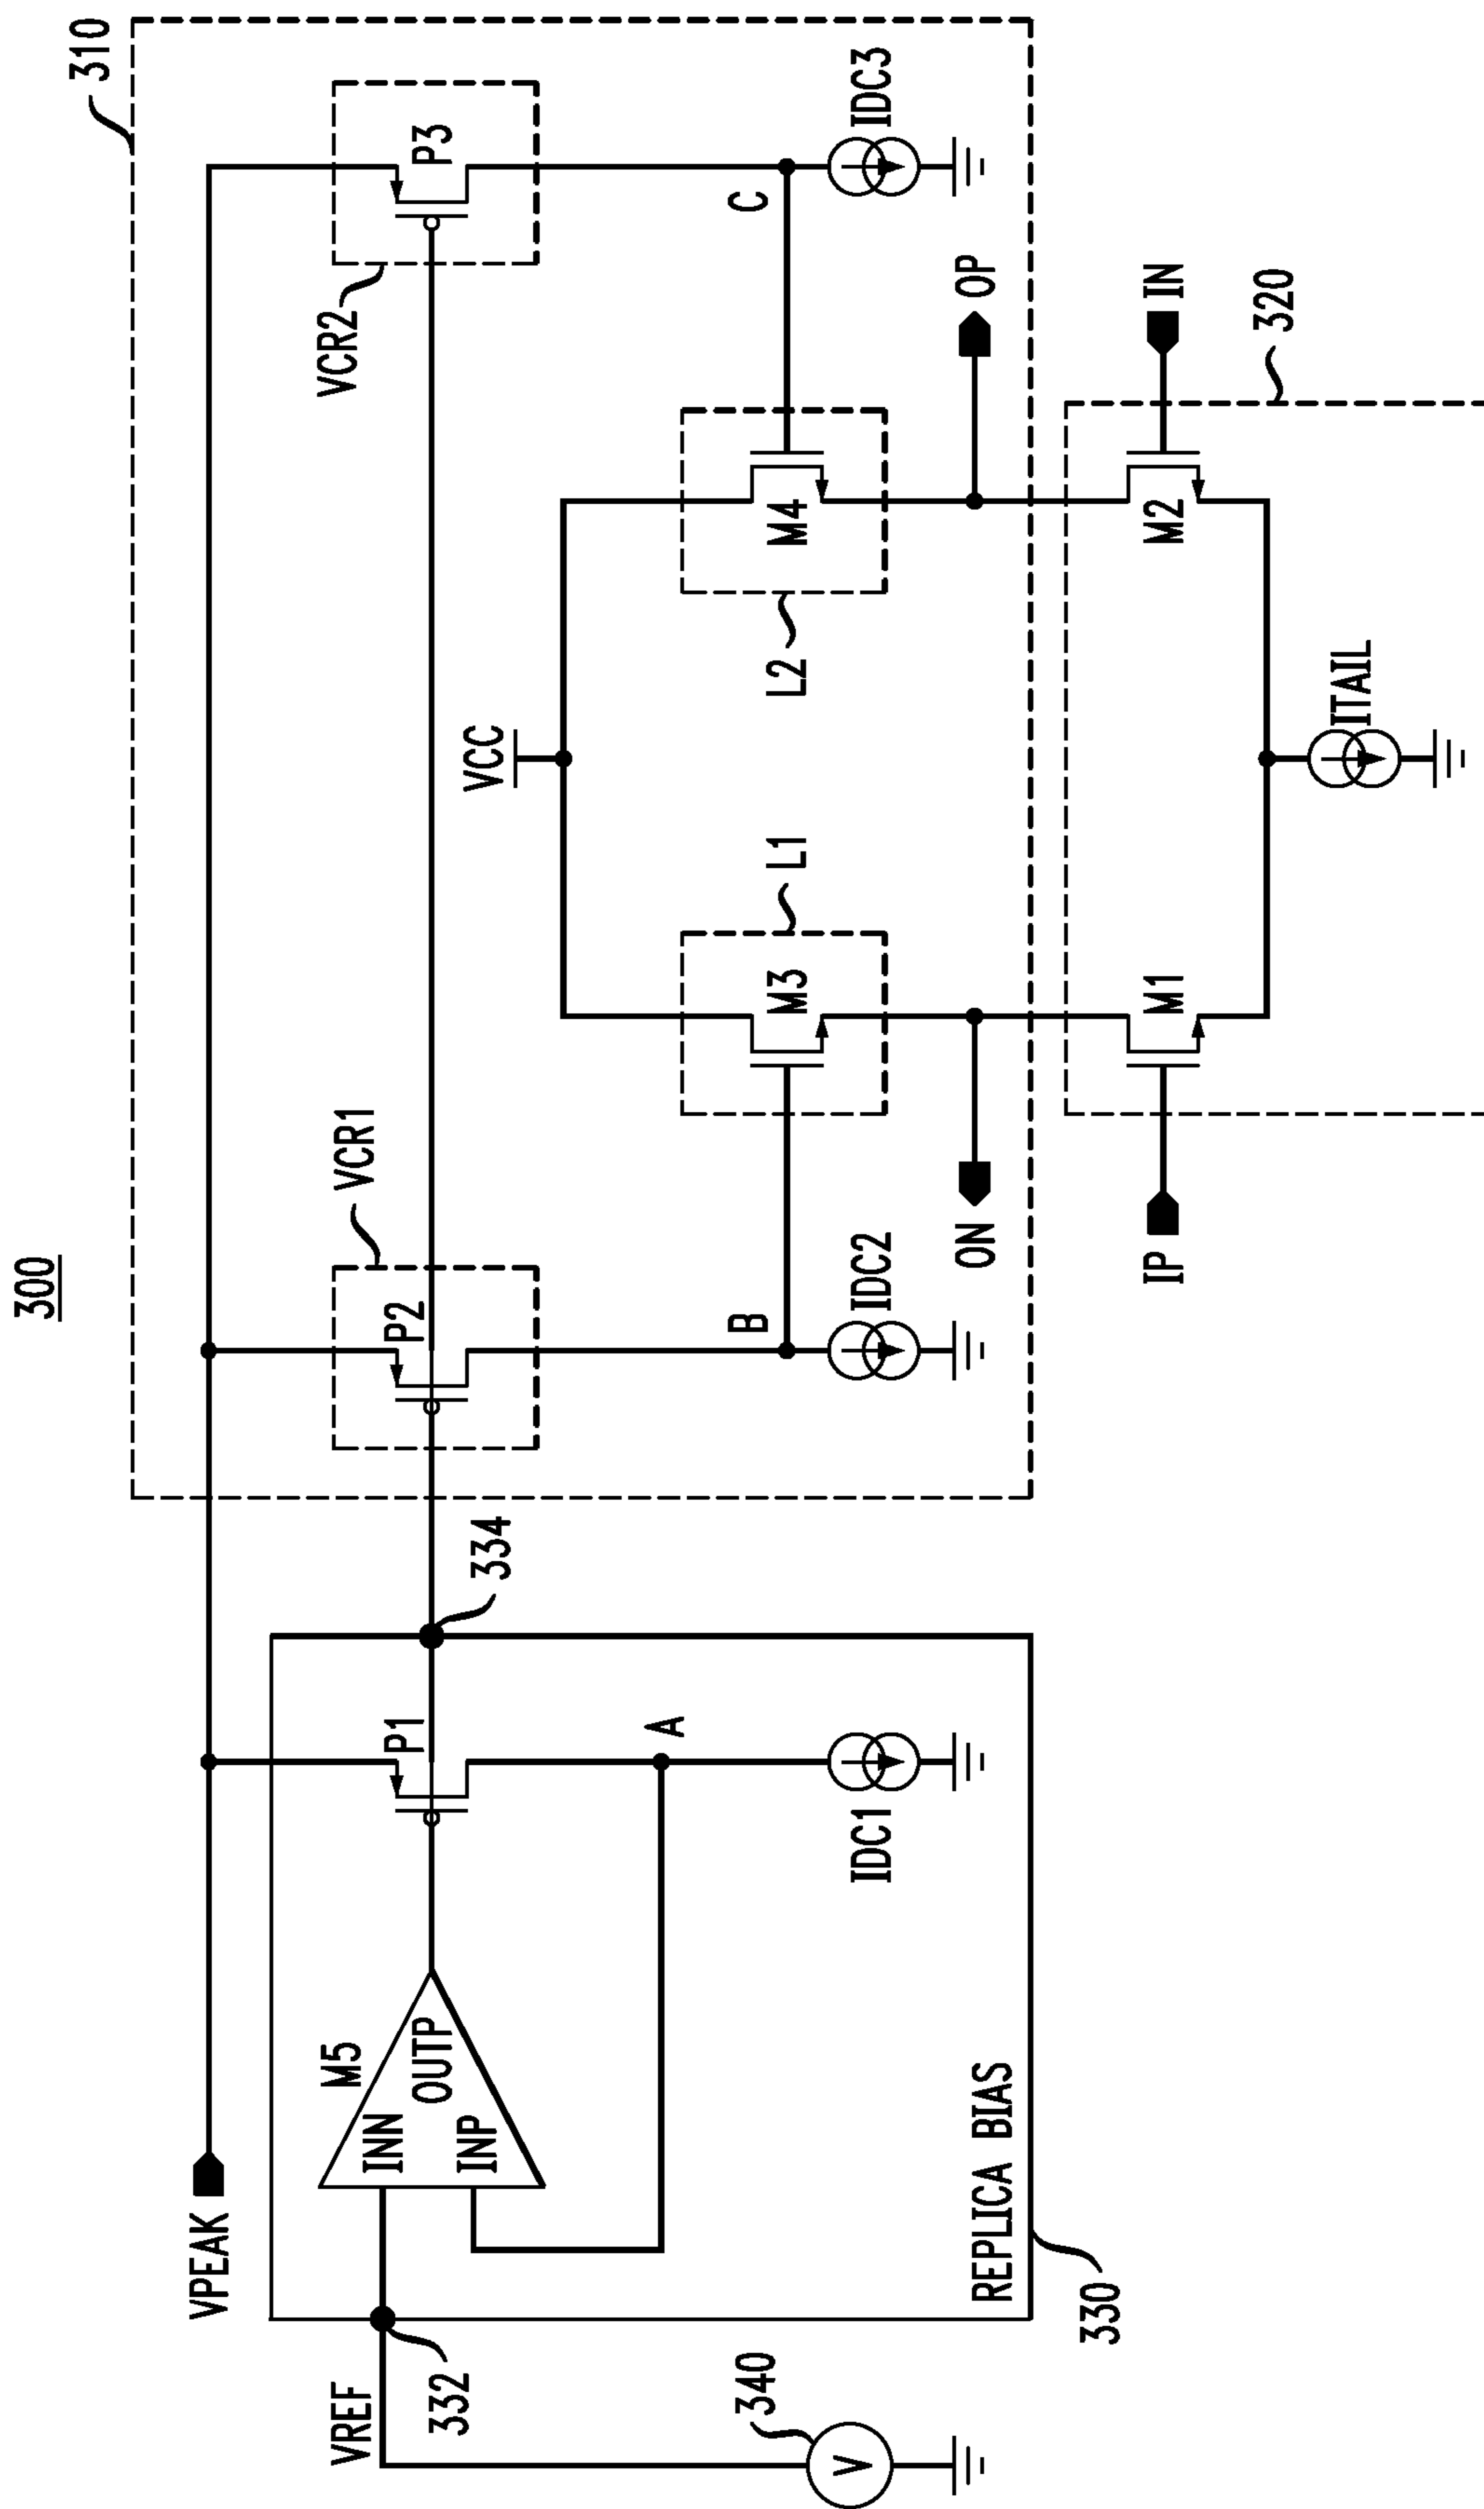 300
310
VPEAK
VREF
332
340
V
330
REPLICA BIAS
M5
INN
OUTP
INP
P1
A
IDC1
334
VCR1
P2
B
IDC2
VCR2
P3
C
IDC3
VCC
L1
M3
L2
M4
ON
OP
IP
M1
IN
M2
320
ITAIL